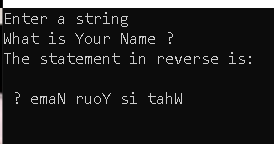 Enter a string
What is Your Name ?
The statement in reverse is:
? emaN ruoY si tahW